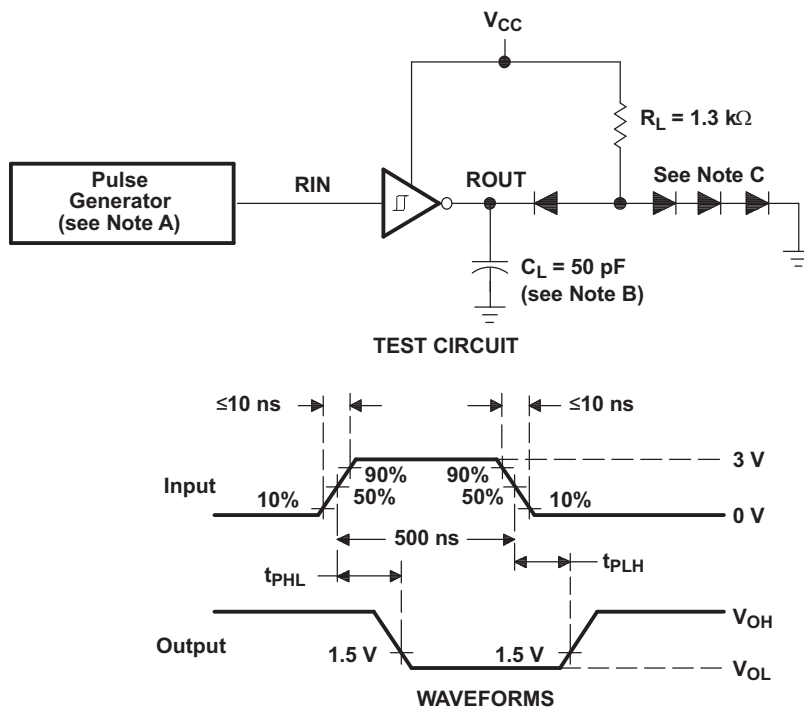 VCC
RL = 1.3 kΩ
Pulse
Generator
(see Note A)
RIN
ROUT
See Note C
CL = 50 pF
(see Note B)
TEST CIRCUIT
≤10 ns
≤10 ns
Input
10%
90%
50%
90%
50%
10%
3 V
0 V
500 ns
tPHL
tPLH
Output
1.5 V
1.5 V
VOH
VOL
WAVEFORMS